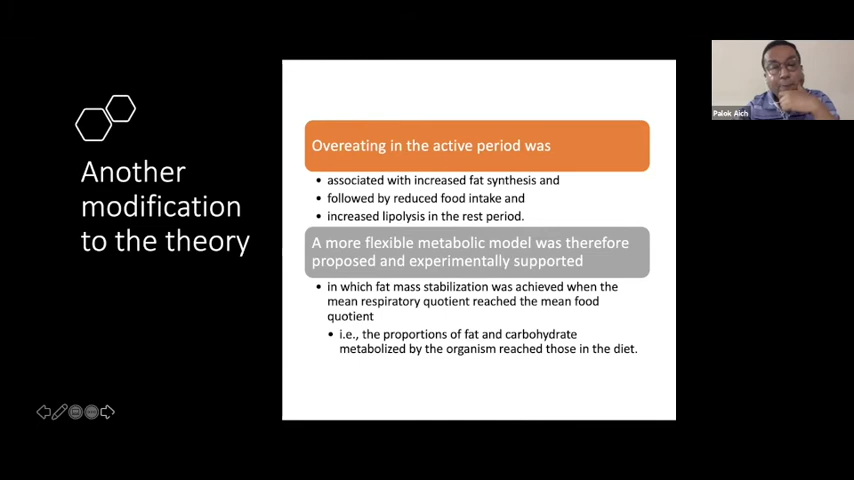 Another
modification
to the theory
Overeating in the active period was
• associated with increased fat synthesis and
• followed by reduced food intake and
• increased lipolysis in the rest period.
A more flexible metabolic model was therefore
proposed and experimentally supported
• in which fat mass stabilization was achieved when the
mean respiratory quotient reached the mean food
quotient
• i.e., the proportions of fat and carbohydrate
metabolized by the organism reached those in the diet.
Palok Aich